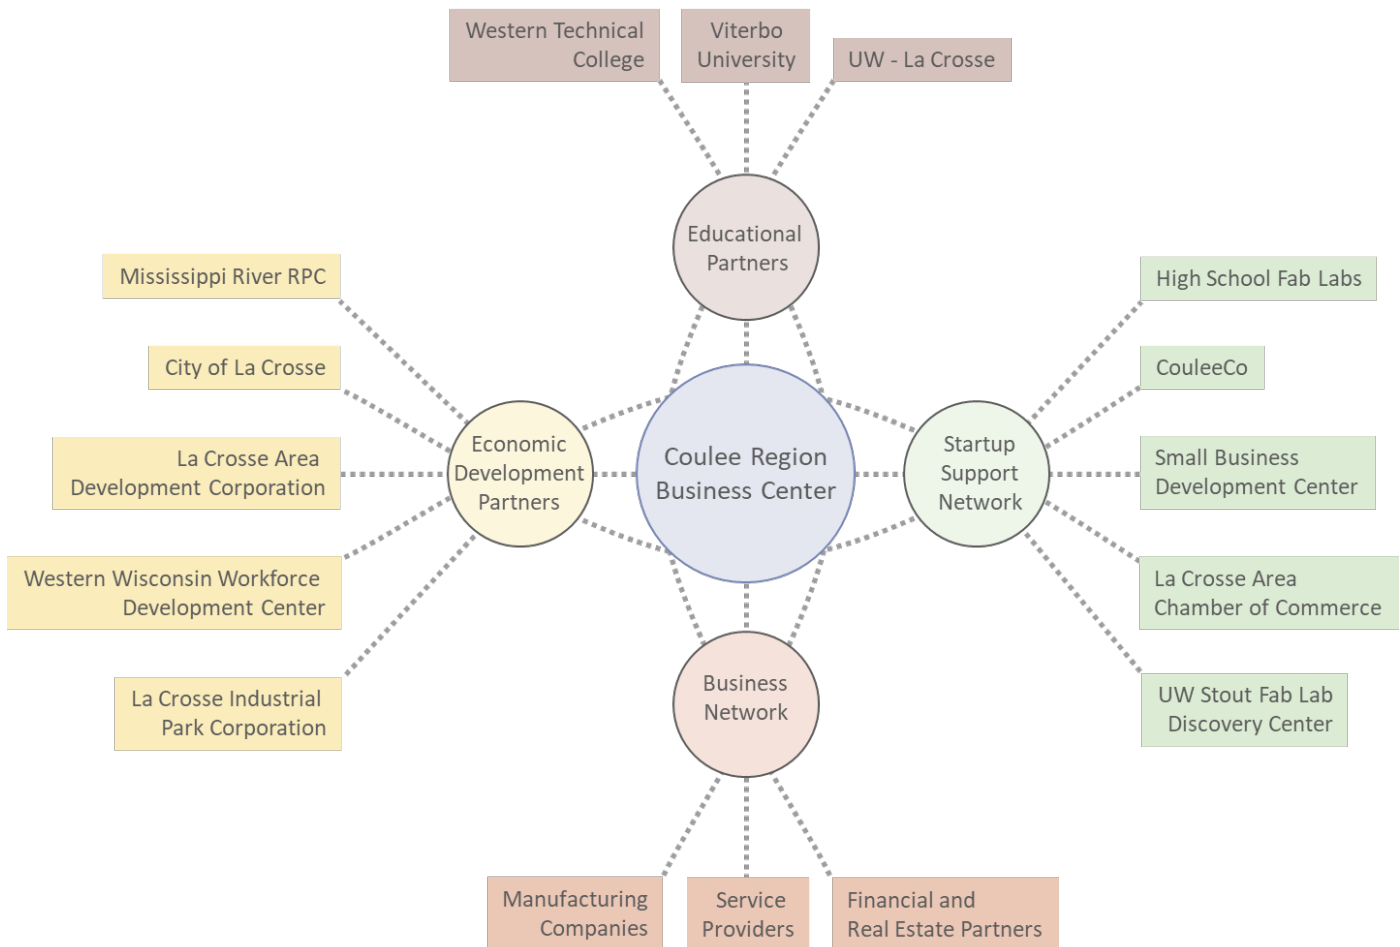 Western Technical
College
Viterbo
University
UW - La Crosse
Educational
Partners
Mississippi River RPC
City of La Crosse
La Crosse Area
Development Corporation
Western Wisconsin Workforce
Development Center
La Crosse Industrial
Park Corporation
Economic
Development
Partners
Coulee Region
Business Center
Startup
Support
Network
High School Fab Labs
CouleeCo
Small Business
Development Center
La Crosse Area
Chamber of Commerce
UW Stout Fab Lab
Discovery Center
Business
Network
Manufacturing
Companies
Service
Providers
Financial and
Real Estate Partners